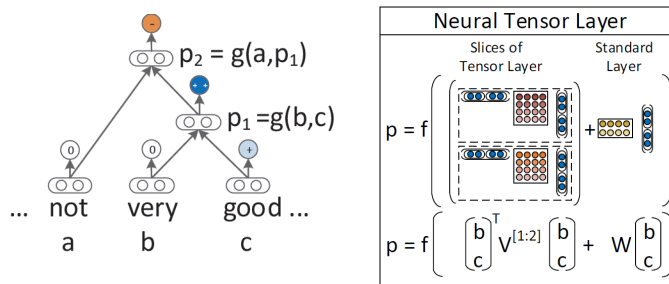 -
p₂ = g(a,p₁)
+ +
p₁ =g(b,c)
0
0
+
... not very good ...
a b c
Neural Tensor Layer
Slices of Tensor Layer
Standard Layer
p = f ( ( + ) )
p = f ( (b c)ᵀ V[1:2] (b c) + W (b c) )